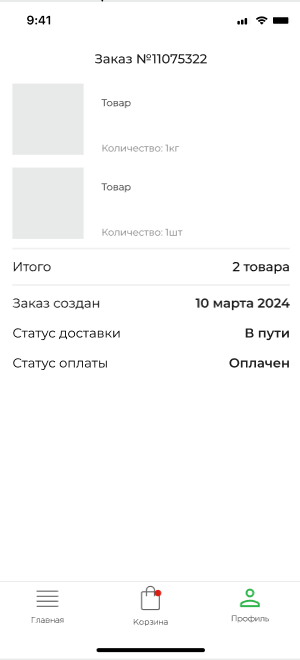 9:41
Заказ №11075322
Товар
Количество: 1кг
Товар
Количество: 1шт
Итого 2 товара
Заказ создан 10 марта 2024
Статус доставки В пути
Статус оплаты Оплачен
Главная Корзина Профиль